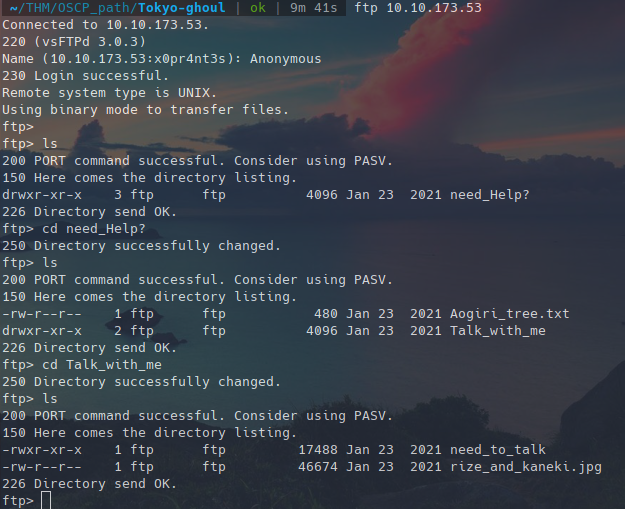 ~/THM/OSCP_path/Tokyo-ghoul | ok | 9m 41s ftp 10.10.173.53
Connected to 10.10.173.53.
220 (vsFTPd 3.0.3)
Name (10.10.173.53:x0pr4nt3s): Anonymous
230 Login successful.
Remote system type is UNIX.
Using binary mode to transfer files.
ftp>
ftp> ls
200 PORT command successful. Consider using PASV.
150 Here comes the directory listing.
drwxr-xr-x    3 ftp      ftp          4096 Jan 23  2021 need_Help?
226 Directory send OK.
ftp> cd need_Help?
250 Directory successfully changed.
ftp> ls
200 PORT command successful. Consider using PASV.
150 Here comes the directory listing.
-rw-r--r--    1 ftp      ftp           480 Jan 23  2021 Aogiri_tree.txt
drwxr-xr-x    2 ftp      ftp          4096 Jan 23  2021 Talk_with_me
226 Directory send OK.
ftp> cd Talk_with_me
250 Directory successfully changed.
ftp> ls
200 PORT command successful. Consider using PASV.
150 Here comes the directory listing.
-rwxr-xr-x    1 ftp      ftp         17488 Jan 23  2021 need_to_talk
-rw-r--r--    1 ftp      ftp         46674 Jan 23  2021 rize_and_kaneki.jpg
226 Directory send OK.
ftp>